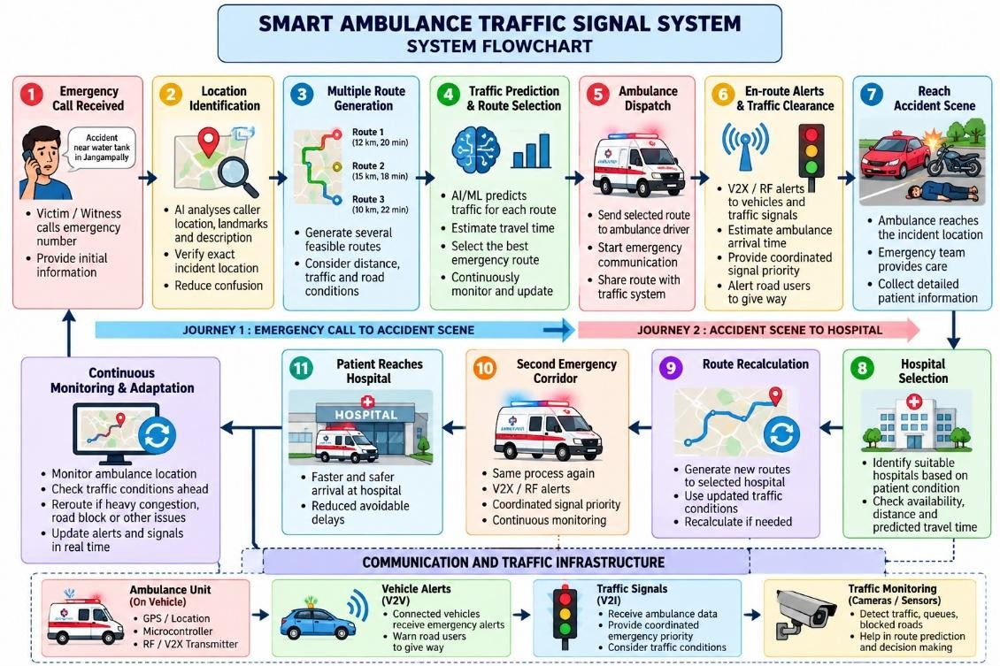 SMART AMBULANCE TRAFFIC SIGNAL SYSTEM
SYSTEM FLOWCHART
1
Emergency
Call Received
Accident
near water tank
in Jangampally
• Victim / Witness
calls emergency
number
• Provide initial
information
2
Location
Identification
• AI analyses caller
location, landmarks
and description
• Verify exact
incident location
• Reduce confusion
3
Multiple Route
Generation
Route 1
(12 km, 20 min)
Route 2
(15 km, 18 min)
Route 3
(10 km, 22 min)
• Generate several
feasible routes
• Consider distance,
traffic and road
conditions
4
Traffic Prediction
& Route Selection
• AI/ML predicts
traffic for each route
• Estimate travel time
• Select the best
emergency route
• Continuously
monitor and update
5
Ambulance
Dispatch
• Send selected route
to ambulance driver
• Start emergency
communication
• Share route with
traffic system
6
En-route Alerts
& Traffic Clearance
• V2X / RF alerts
to vehicles and
traffic signals
• Estimate ambulance
arrival time
• Provide coordinated
signal priority
• Alert road users
to give way
7
Reach
Accident Scene
• Ambulance reaches
the incident location
• Emergency team
provides care
• Collect detailed
patient information
JOURNEY 1 : EMERGENCY CALL TO ACCIDENT SCENE
JOURNEY 2 : ACCIDENT SCENE TO HOSPITAL
8
Hospital
Selection
• Identify suitable
hospitals based on
patient condition
• Check availability,
distance and
predicted travel time
9
Route Recalculation
• Generate new routes
to selected hospital
• Use updated traffic
conditions
• Recalculate if needed
10
Second Emergency
Corridor
• Same process again
• V2X / RF alerts
• Coordinated signal priority
• Continuous monitoring
11
Patient Reaches
Hospital
HOSPITAL
• Faster and safer
arrival at hospital
• Reduced avoidable
delays
Continuous
Monitoring & Adaptation
• Monitor ambulance location
• Check traffic conditions ahead
• Reroute if heavy congestion,
road block or other issues
• Update alerts and signals
in real time
COMMUNICATION AND TRAFFIC INFRASTRUCTURE
Ambulance Unit
(On Vehicle)
• GPS / Location
• Microcontroller
• RF / V2X Transmitter
Vehicle Alerts
(V2V)
• Connected vehicles
receive emergency alerts
• Warn road users
to give way
Traffic Signals
(V2I)
• Receive ambulance data
• Provide coordinated
emergency priority
• Consider traffic conditions
Traffic Monitoring
(Cameras / Sensors)
• Detect traffic, queues,
blocked roads
• Help in route prediction
and decision making